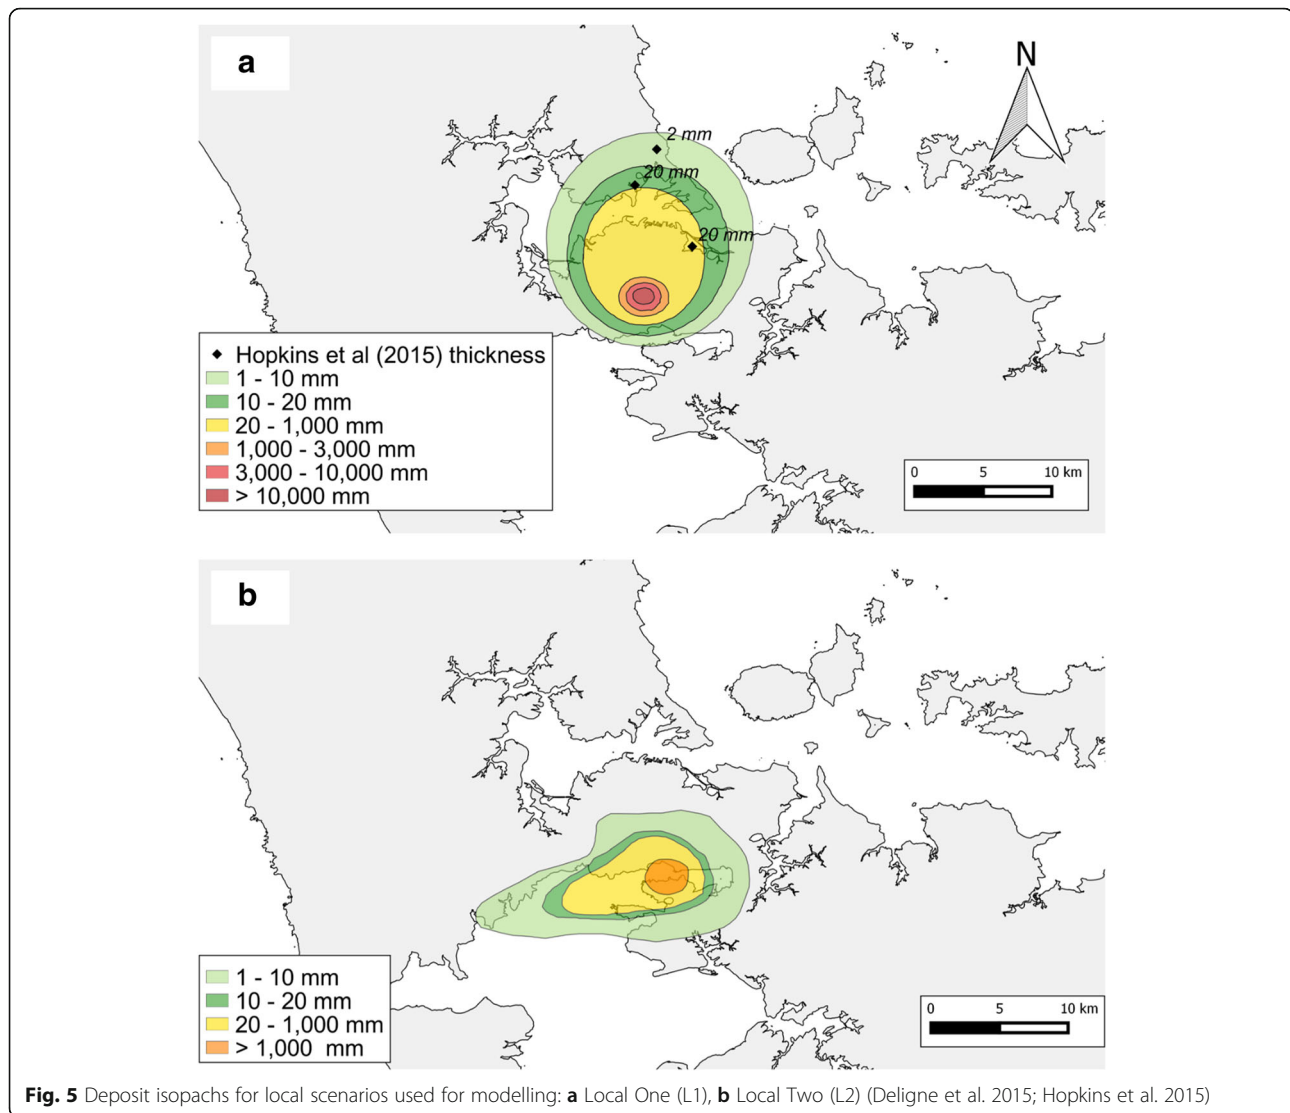 a
N
2 mm
20 mm
20 mm
Hopkins et al (2015) thickness
1 - 10 mm
10 - 20 mm
20 - 1,000 mm
1,000 - 3,000 mm
3,000 - 10,000 mm
> 10,000 mm
0 5 10 km
b
1 - 10 mm
10 - 20 mm
20 - 1,000 mm
> 1,000 mm
0 5 10 km
Fig. 5 Deposit isopachs for local scenarios used for modelling: a Local One (L1), b Local Two (L2) (Deligne et al. 2015; Hopkins et al. 2015)